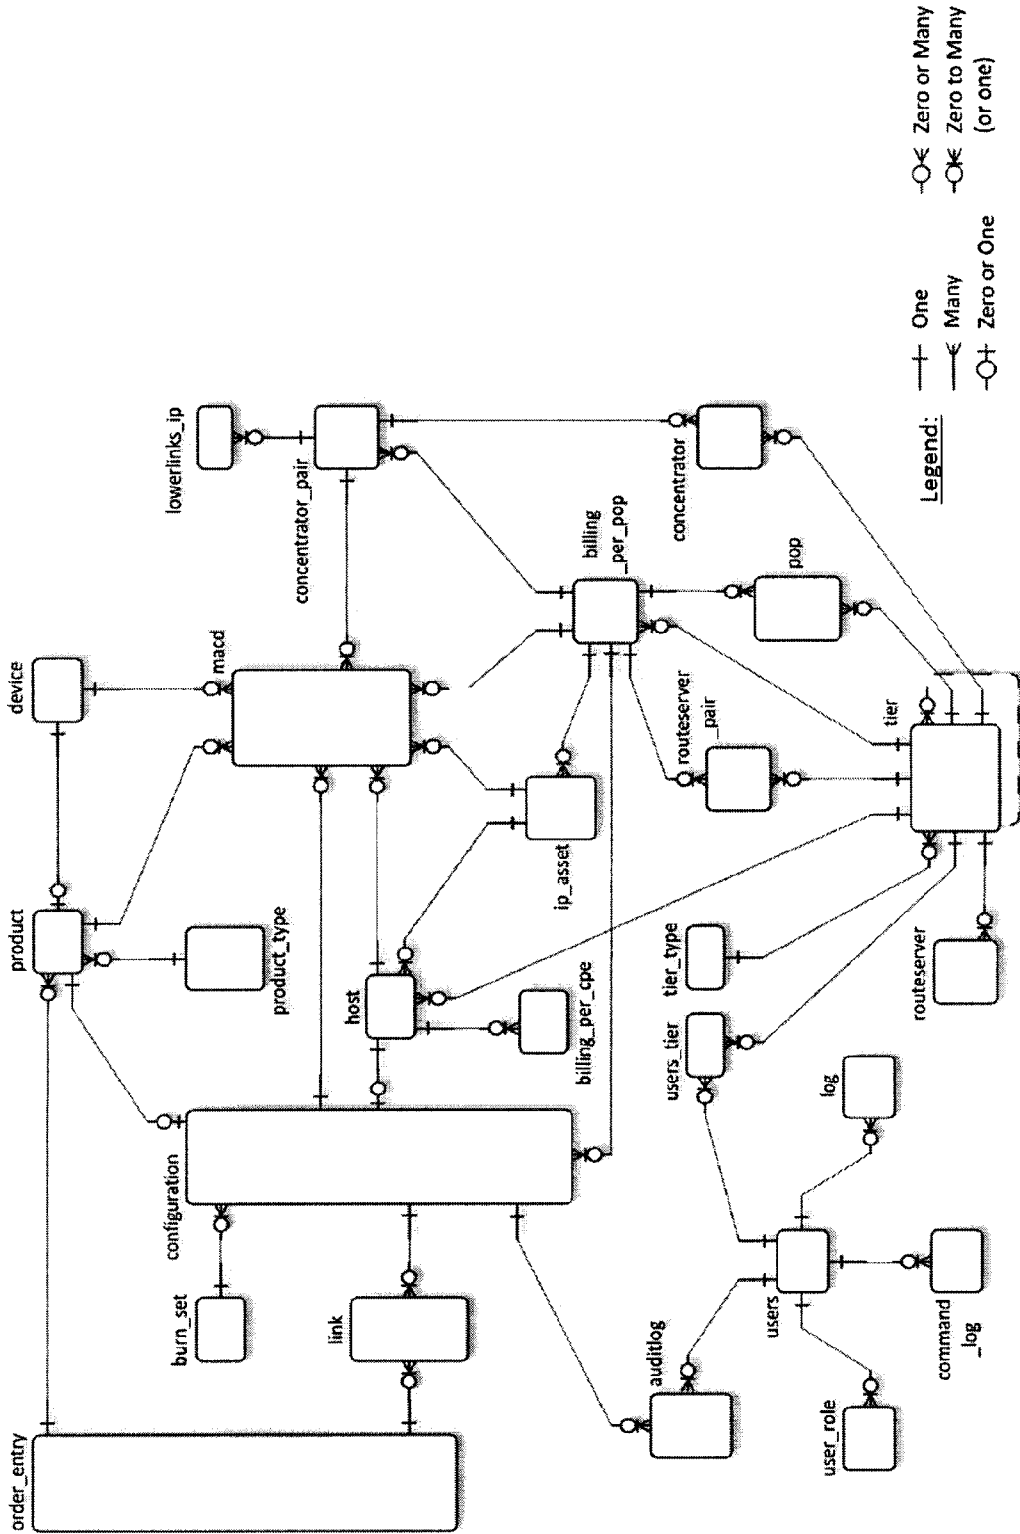 order_entry
burn_set
link
configuration
product
product_type
device
macd
host
billing_per_cpe
ip_asset
lowerlinks_ip
concentrator_pair
billing
_per_pop
concentrator
pop
routeserver
_pair
tier
tier_type
users_tier
routeserver
log
users
auditlog
user_role
command
_log
Legend:
One
Many
Zero or One
Zero or Many
Zero to Many
(or one)